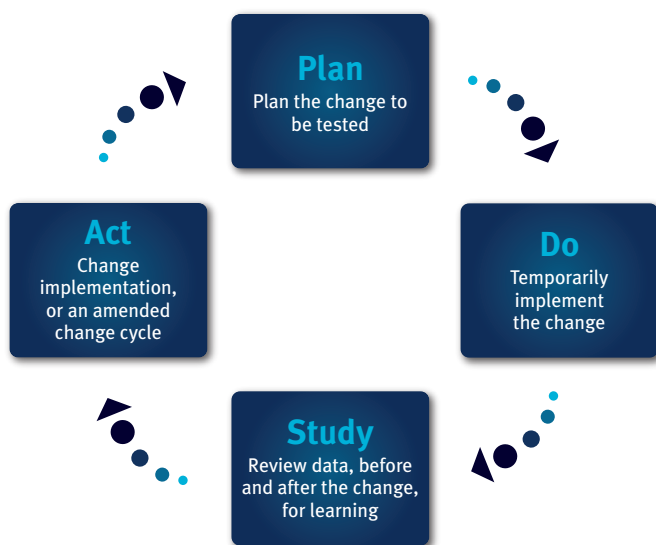 Plan
Plan the change to
be tested
Do
Temporarily
implement
the change
Study
Review data, before
and after the change,
for learning
Act
Change
implementation,
or an amended
change cycle